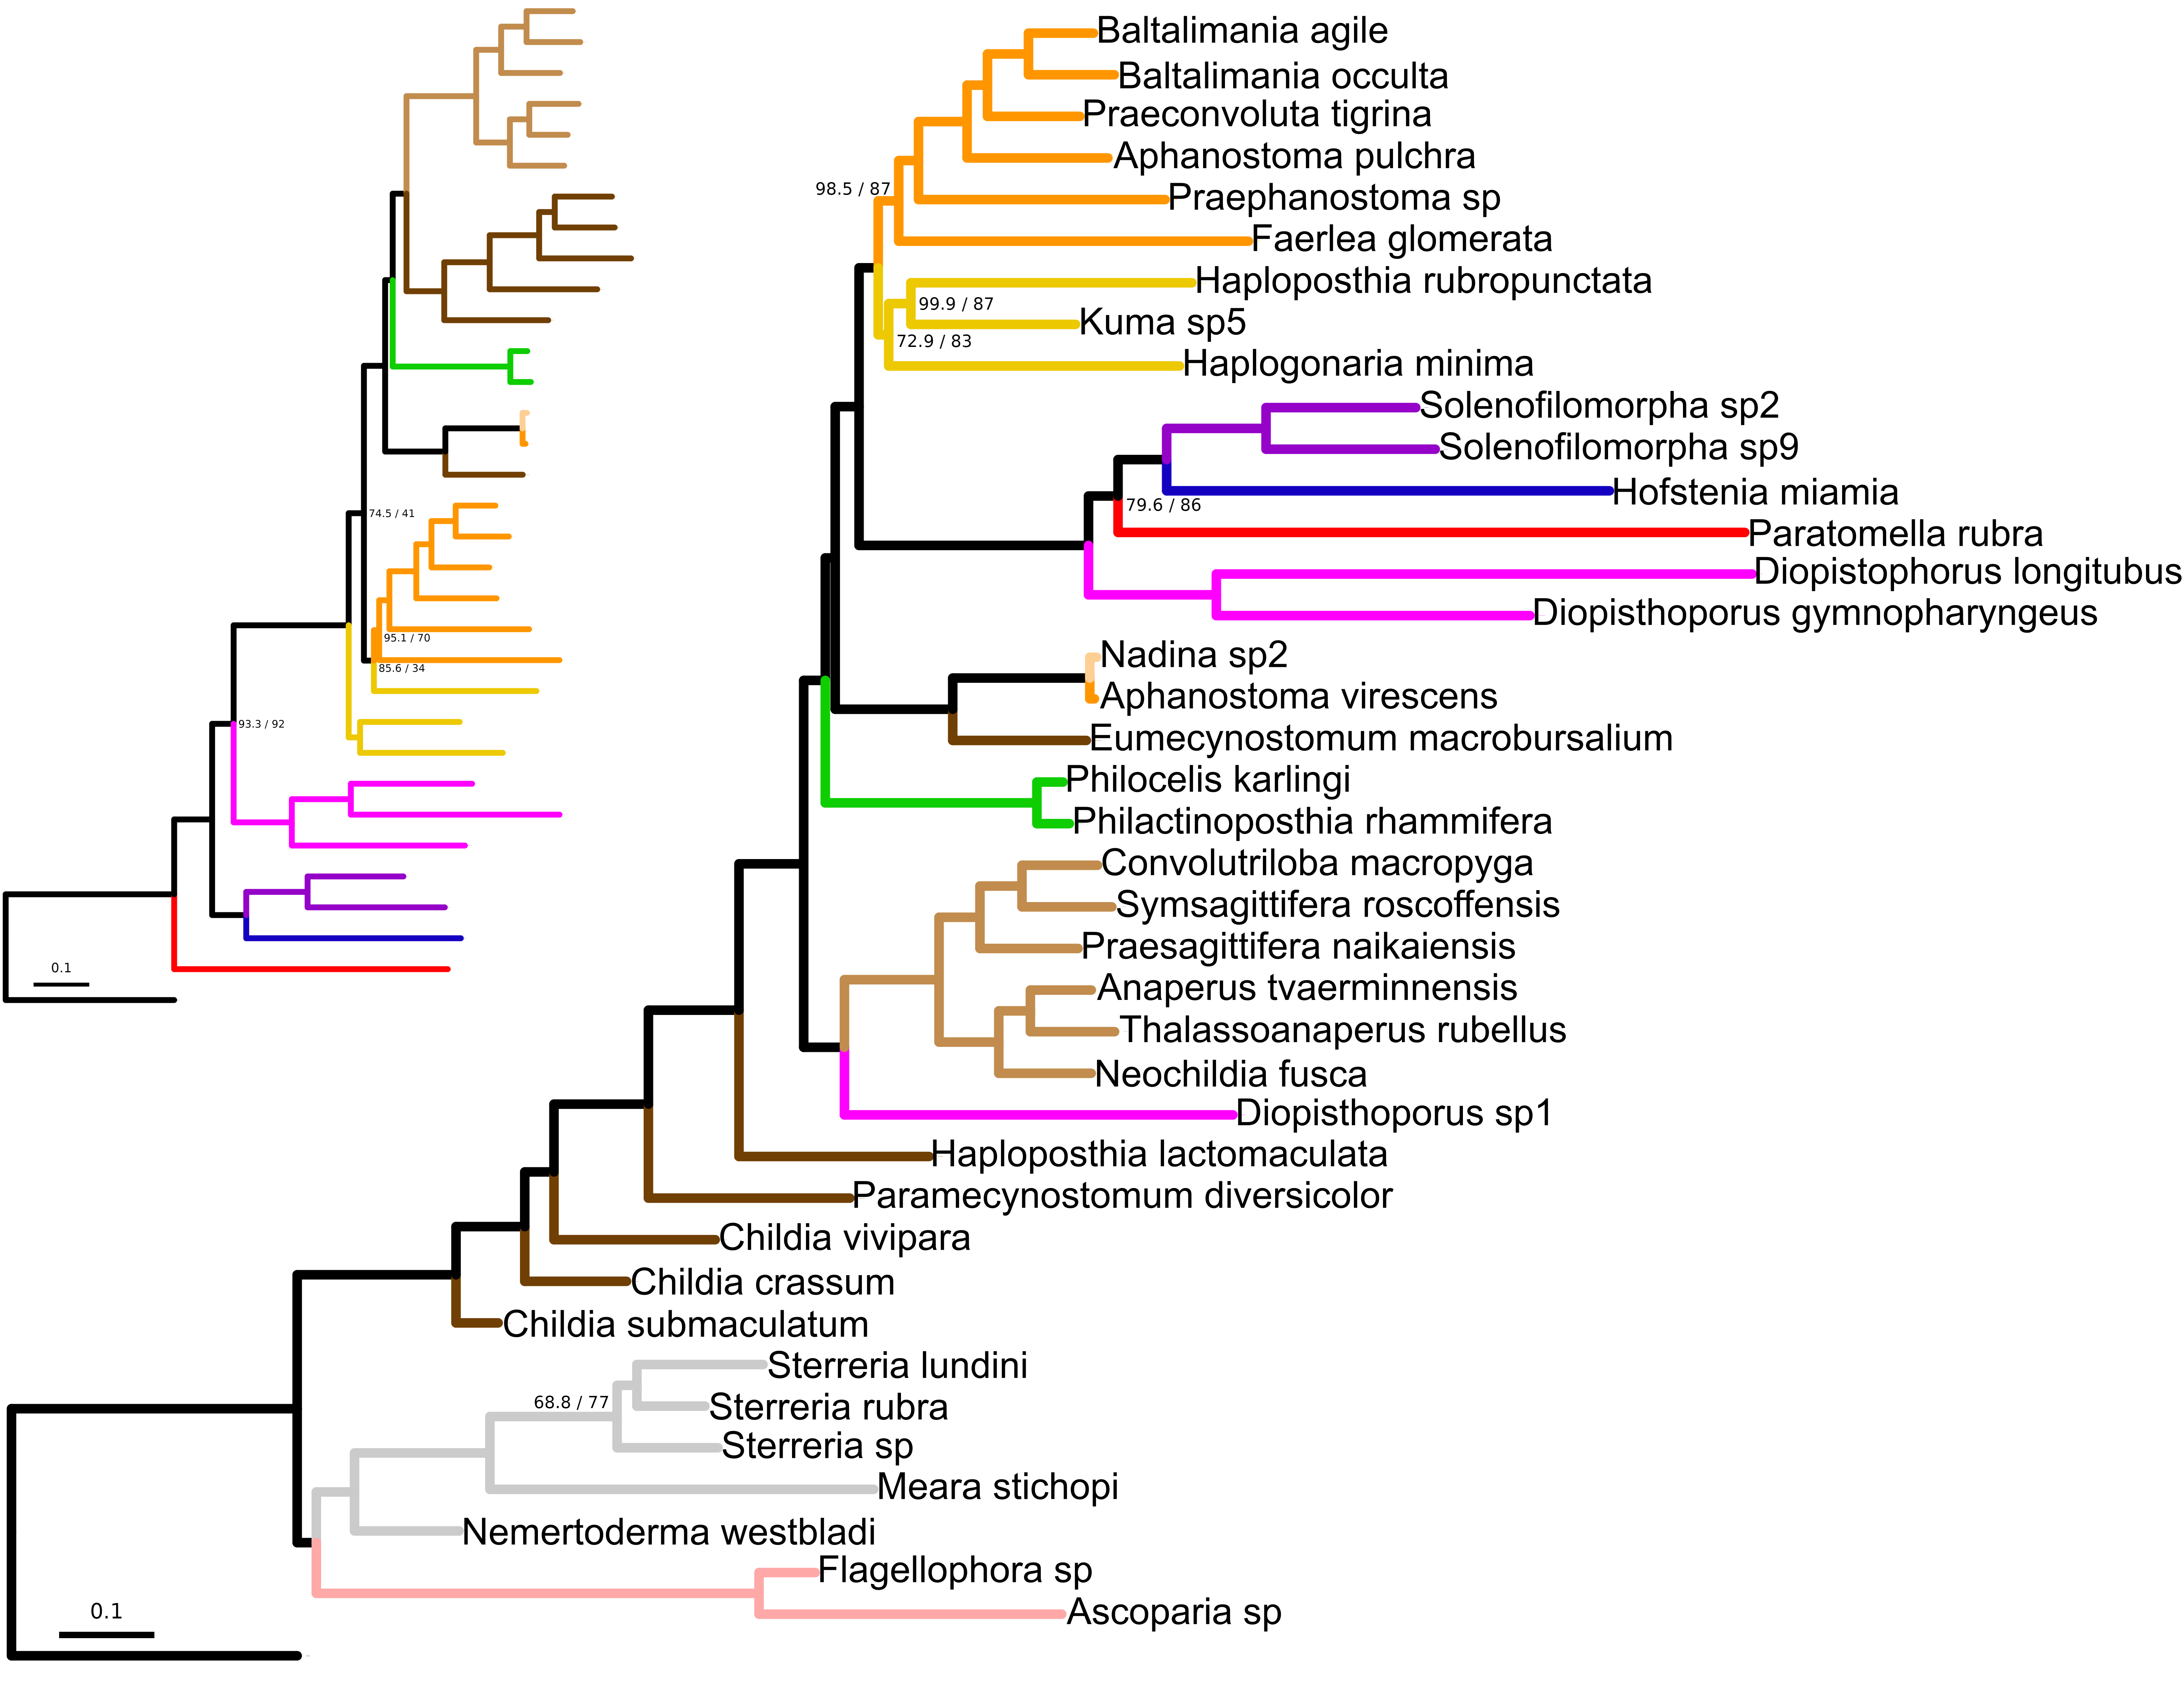 Baltalimania agile
Baltalimania occulta
Praeconvoluta tigrina
Aphanostoma pulchra
98.5 / 87
Praephanostoma sp
Faerlea glomerata
Haploposthia rubropunctata
99.9 / 87
Kuma sp5
72.9 / 83
Haplogonaria minima
Solenofilomorpha sp2
Solenofilomorpha sp9
Hofstenia miamia
79.6 / 86
74.5 / 41
Paratomella rubra
Diopistophorus longitubus
Diopisthoporus gymnopharyngeus
95.1 / 70
Nadina sp2
85.6 / 34
Aphanostoma virescens
93.3 / 92
Eumecynostomum macrobursalium
Philocelis karlingi
Philactinoposthia rhammifera
Convolutriloba macropyga
Symsagittifera roscoffensis
Praesagittifera naikaiensis
0.1
Anaperus tvaerminnensis
Thalassoanaperus rubellus
Neochildia fusca
Diopisthoporus sp1
Haploposthia lactomaculata
Paramecynostomum diversicolor
Childia vivipara
Childia crassum
Childia submaculatum
Sterreria lundini
68.8 / 77
Sterreria rubra
Sterreria sp
Meara stichopi
Nemertoderma westbladi
Flagellophora sp
0.1
Ascoparia sp